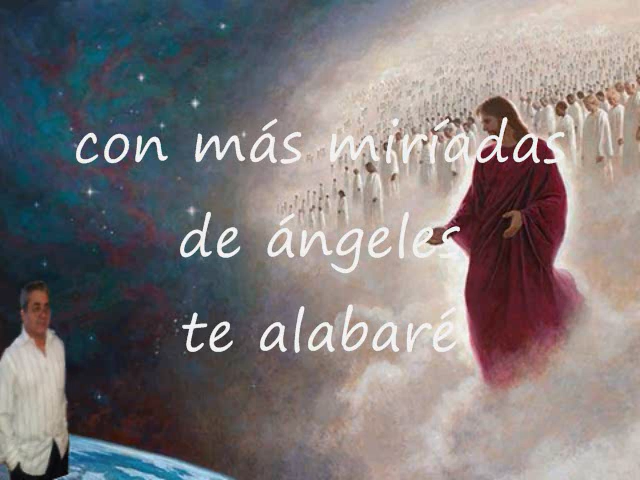 con más miríadas
de ángeles
te alabaré